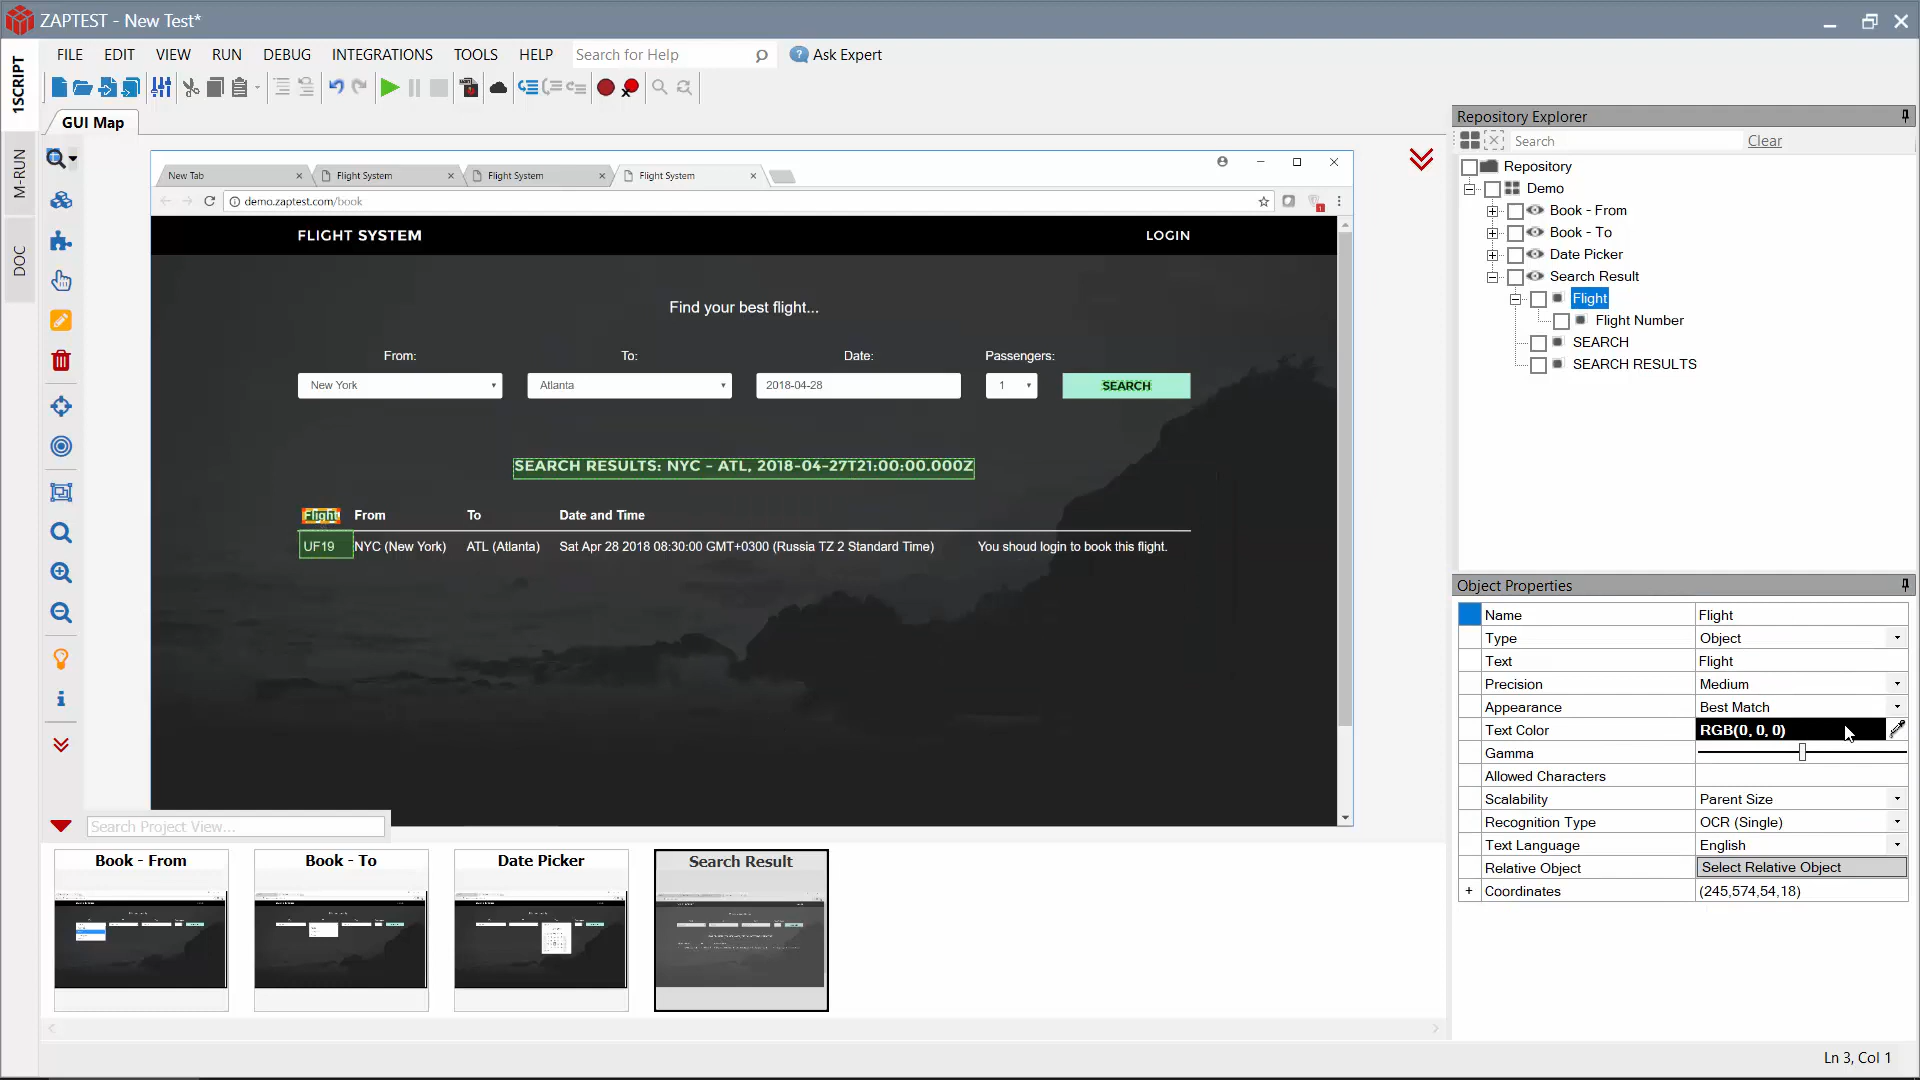 ZAPTEST - New Test*
FILE EDIT VIEW RUN DEBUG INTEGRATIONS TOOLS HELP Search for Help ? Ask Expert
1SCRIPT
M-RUN
DOC
GUI Map
New Tab Flight System Flight System Flight System
demo.zaptest.com/book
FLIGHT SYSTEM LOGIN
Find your best flight...
From: To: Date: Passengers:
New York Atlanta 2018-04-28 1 SEARCH
SEARCH RESULTS: NYC - ATL, 2018-04-27T21:00:00.000Z
Flight From To Date and Time
UF19 NYC (New York) ATL (Atlanta) Sat Apr 28 2018 08:30:00 GMT+0300 (Russia TZ 2 Standard Time) You shoud login to book this flight.
Search Project View...
Book - From Book - To Date Picker Search Result
Repository Explorer
Search Clear
Repository
Demo
Book - From
Book - To
Date Picker
Search Result
Flight
Flight Number
SEARCH
SEARCH RESULTS
Object Properties
Name Flight
Type Object
Text Flight
Precision Medium
Appearance Best Match
Text Color RGB(0, 0, 0)
Gamma
Allowed Characters
Scalability Parent Size
Recognition Type OCR (Single)
Text Language English
Relative Object Select Relative Object
+ Coordinates (245,574,54,18)
Ln 3, Col 1